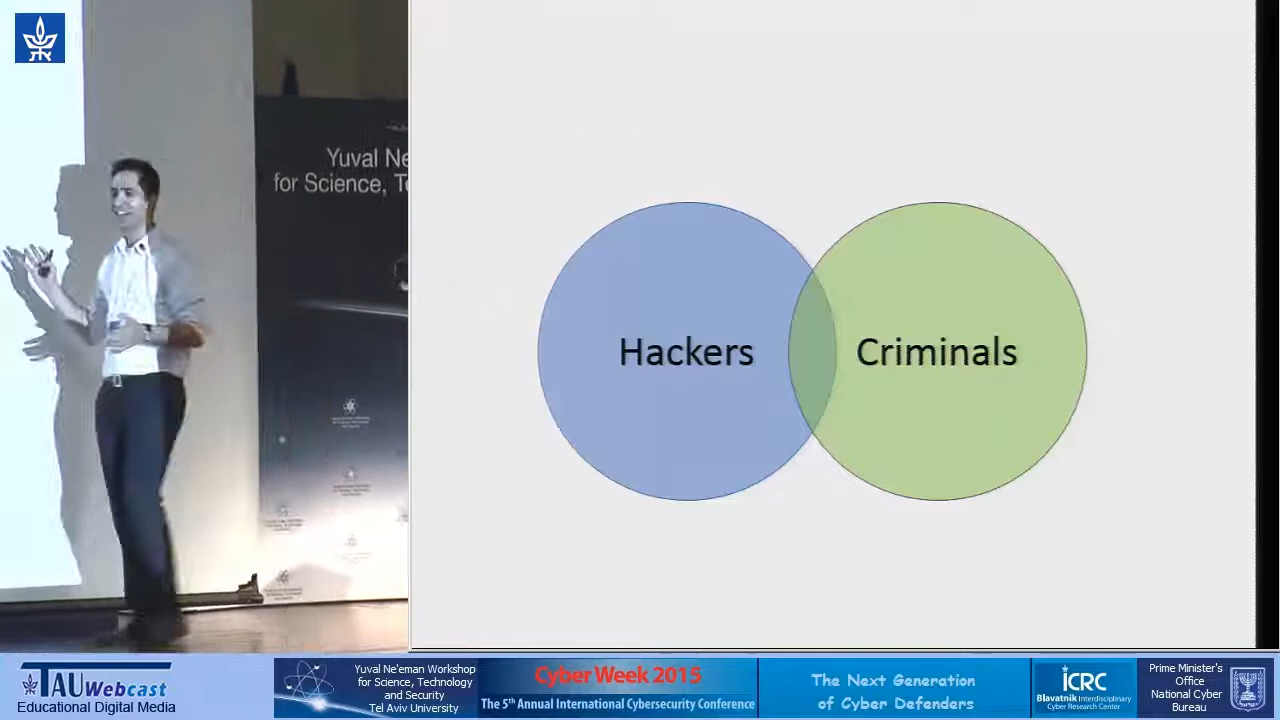 את
Yuval Ne
for Science, Te
Hackers
Criminals
TAU Webcast
Educational Digital Media
Yuval Ne'eman Workshop
for Science, Technology
and Security
Tel Aviv University
Cyber Week 2015
The 5th Annual International Cybersecurity Conference
The Next Generation
of Cyber Defenders
ICRC
Blavatnik Interdisciplinary
Cyber Research Center
Prime Minister's
Office
National Cyber
Bureau